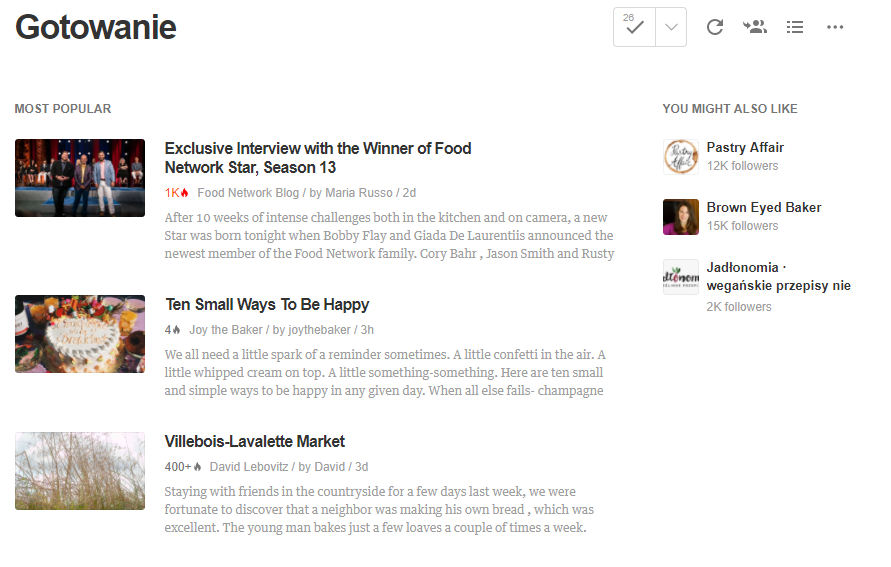 Gotowanie
26
MOST POPULAR
Exclusive Interview with the Winner of Food
Network Star, Season 13
1K Food Network Blog / by Maria Russo / 2d
After 10 weeks of intense challenges both in the kitchen and on camera, a new
Star was born tonight when Bobby Flay and Giada De Laurentiis announced the
newest member of the Food Network family. Cory Bahr , Jason Smith and Rusty
Ten Small Ways To Be Happy
4 Joy the Baker / by joythebaker / 3h
We all need a little spark of a reminder sometimes. A little confetti in the air. A
little whipped cream on top. A little something-something. Here are ten small
and simple ways to be happy in any given day. When all else fails- champagne
Villebois-Lavalette Market
400+ David Lebovitz / by David / 3d
Staying with friends in the countryside for a few days last week, we were
fortunate to discover that a neighbor was making his own bread , which was
excellent. The young man bakes just a few loaves a couple of times a week.
YOU MIGHT ALSO LIKE
Pastry Affair
Pastry Affair
12K followers
Brown Eyed Baker
15K followers
Jadłonomia ·
wegańskie przepisy nie
2K followers